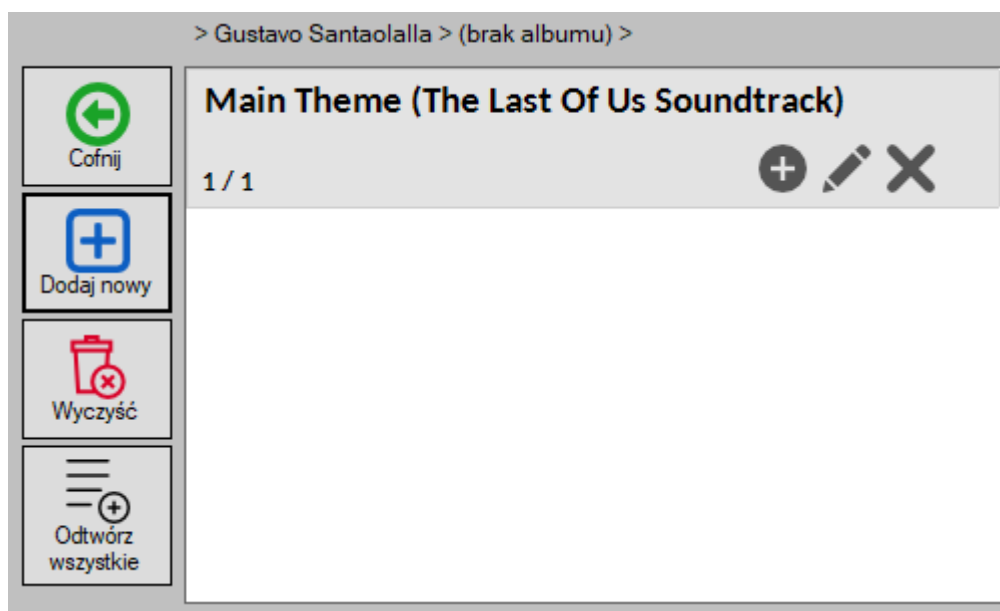 > Gustavo Santaolalla > (brak albumu) >
Cofnij
Main Theme (The Last Of Us Soundtrack)
1 / 1
Dodaj nowy
Wyczyść
Odtwórz
wszystkie